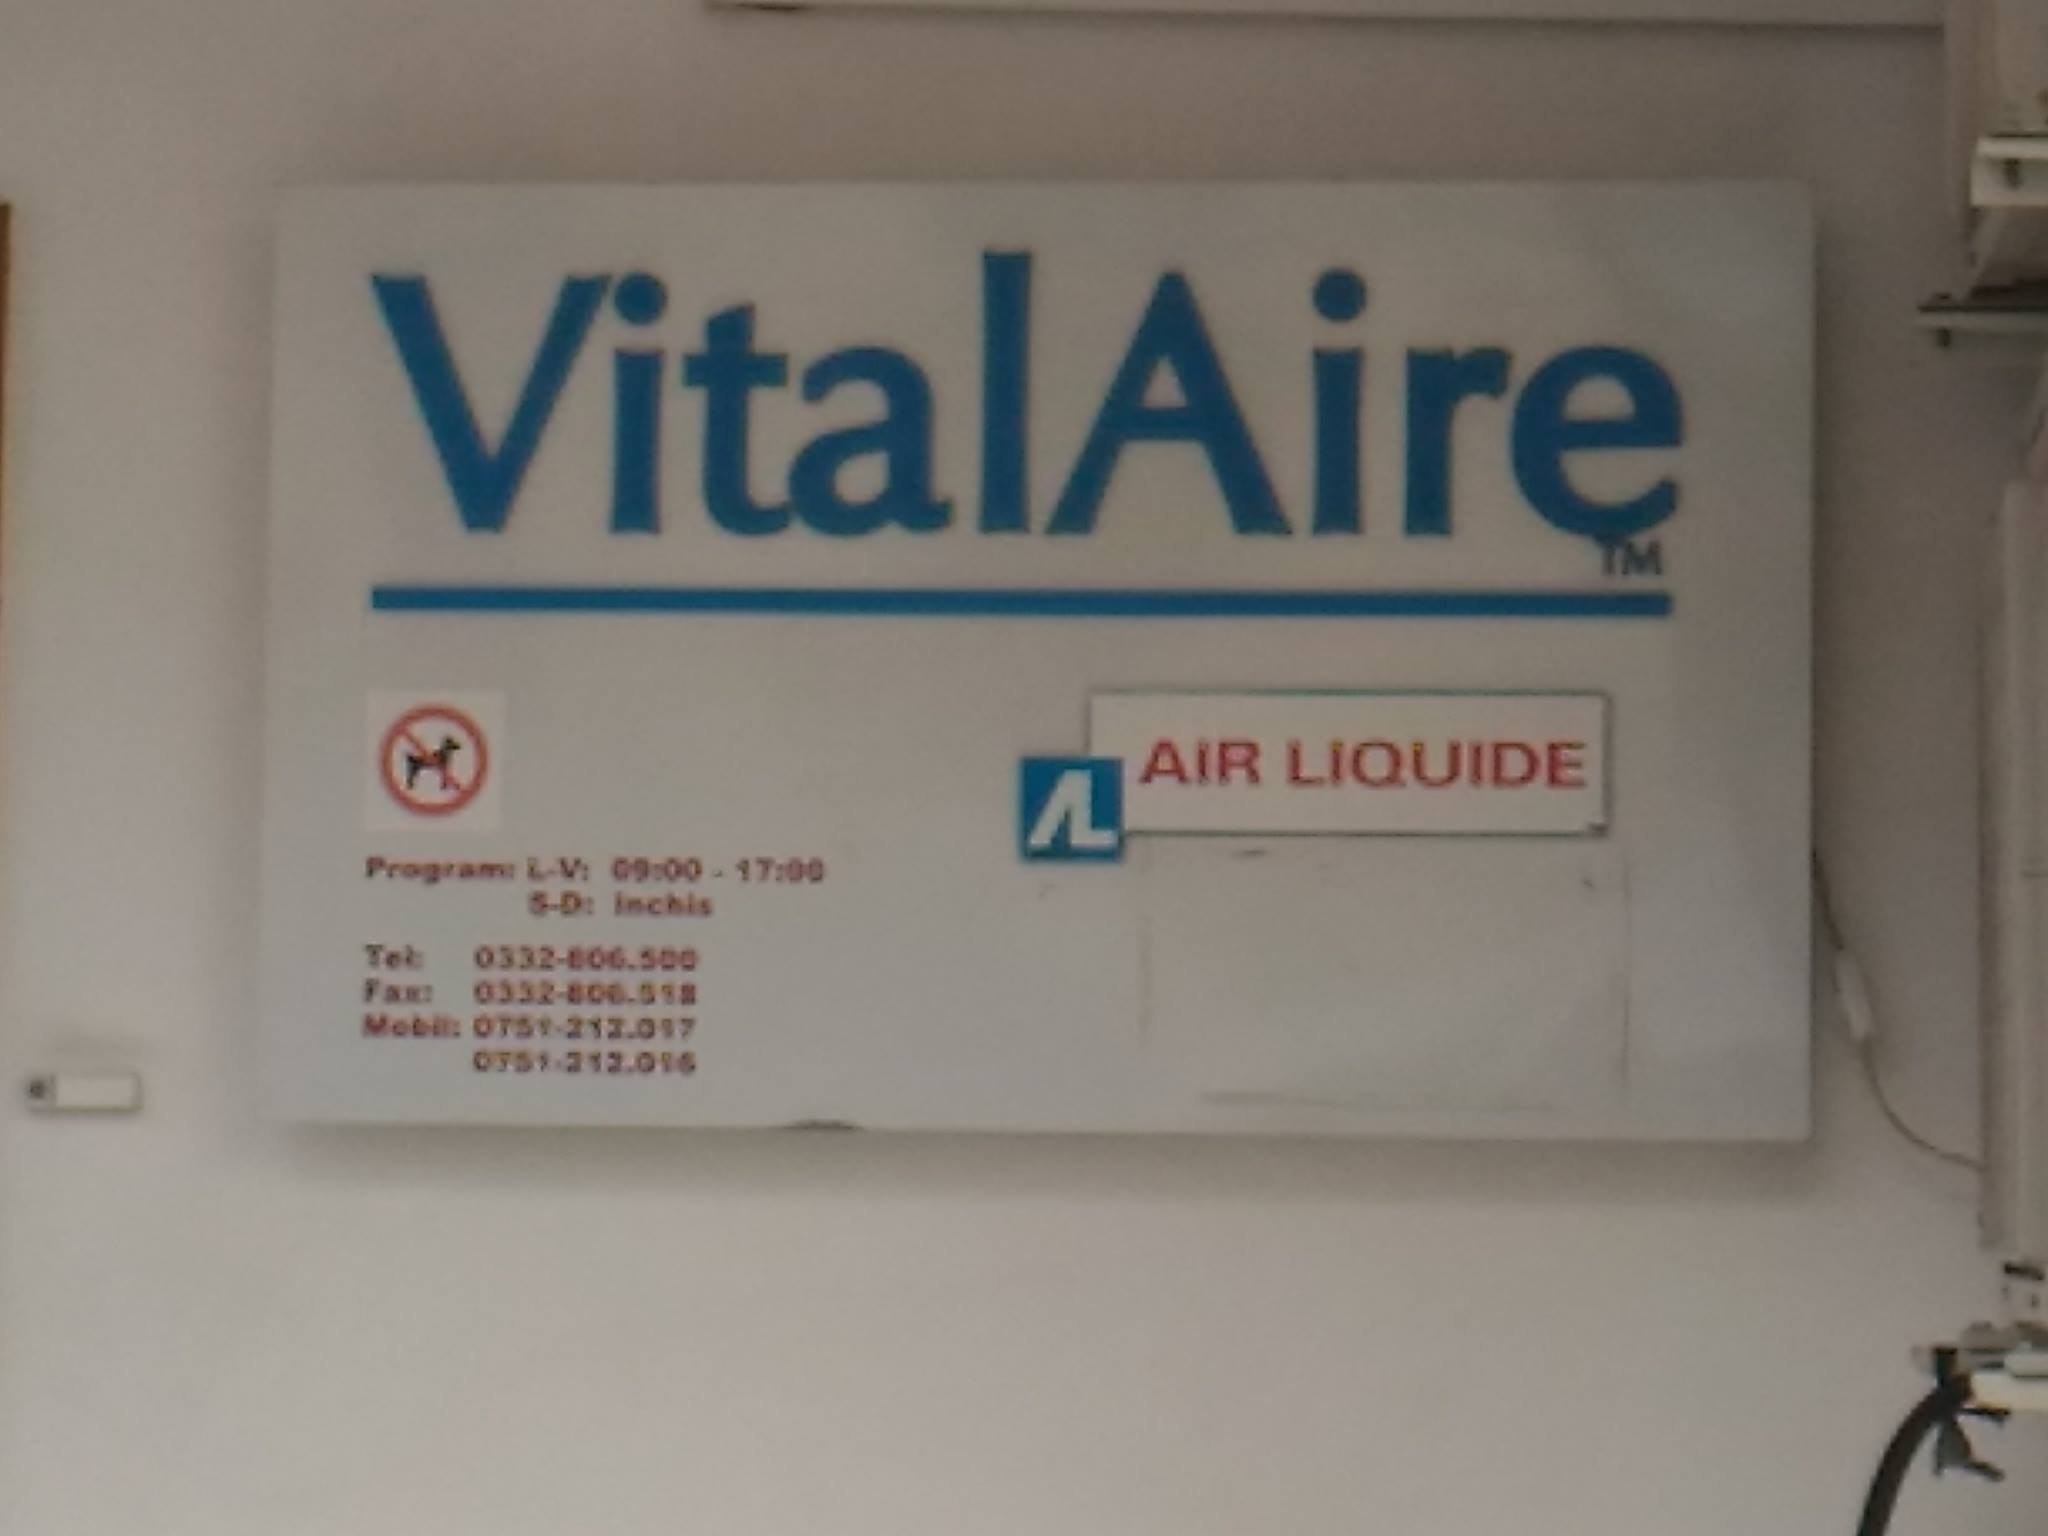 VitalAire
TM
AL
AIR LIQUIDE
Program: L-V: 09:00 - 17:00
S-D: inchis
Tel: 0332-806.500
Fax: 0332-806.518
Mobil: 0751-212.017
0751-212.016